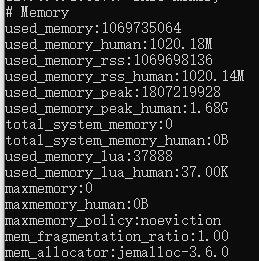 # Memory
used_memory:1069735064
used_memory_human:1020.18M
used_memory_rss:1069698136
used_memory_rss_human:1020.14M
used_memory_peak:1807219928
used_memory_peak_human:1.68G
total_system_memory:0
total_system_memory_human:0B
used_memory_lua:37888
used_memory_lua_human:37.00K
maxmemory:0
maxmemory_human:0B
maxmemory_policy:noeviction
mem_fragmentation_ratio:1.00
mem_allocator:jemalloc-3.6.0